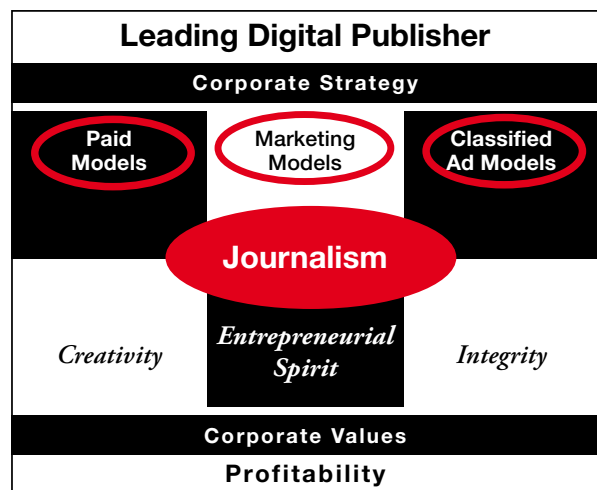 Leading Digital Publisher
Corporate Strategy
Paid
Models
Marketing
Models
Classified
Ad Models
Journalism
Creativity
Entrepreneurial
Spirit
Integrity
Corporate Values
Profitability